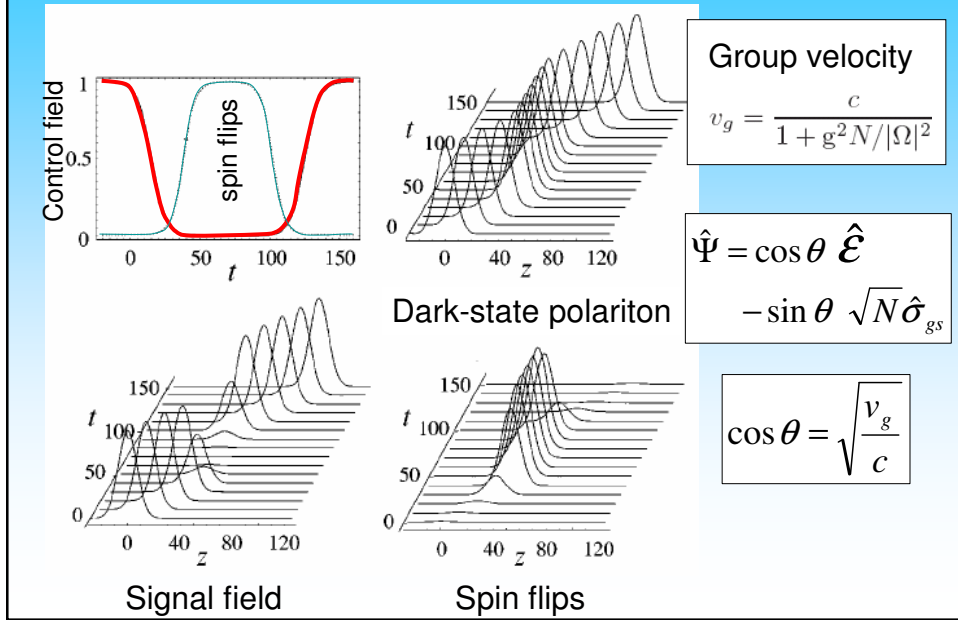 Control field
1
0.5
0
spin flips
0 50 100 150
t
150
t
100
50
0
0 40 80 120
z
Dark-state polariton
150
t
100
50
0
0 40 80 120
z
Signal field
150
t
100
50
0
0 40 80 120
z
Spin flips
Group velocity
v_g = c / (1 + g²N/|Ω|²)
Ψ̂ = cos θ 𝓔̂
− sin θ √N σ̂_gs
cos θ = √(v_g / c)